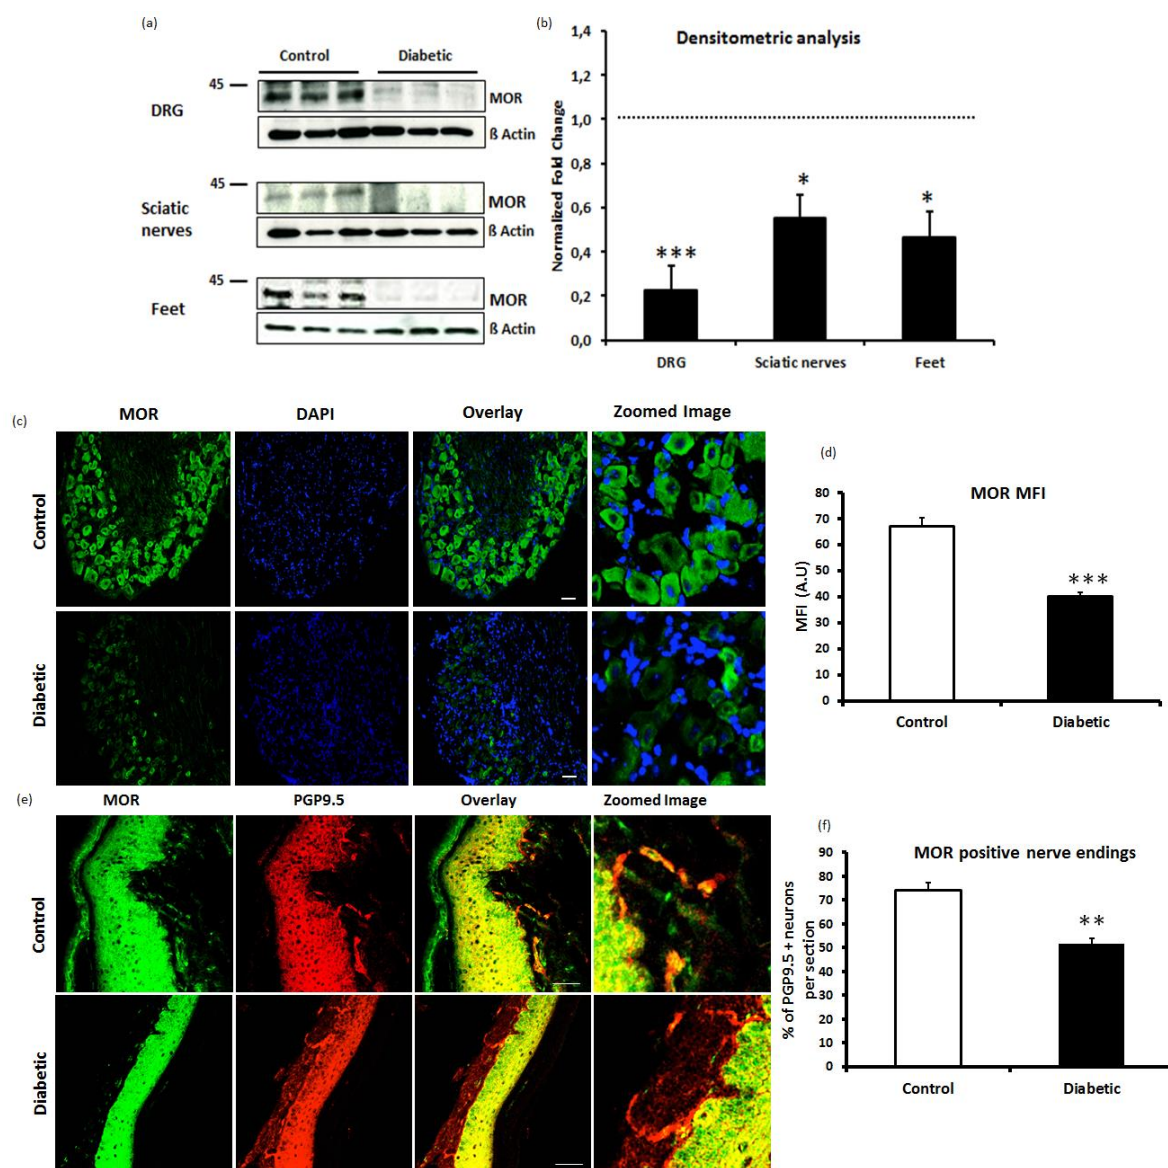 (a)
Control Diabetic
DRG
45
MOR
ß Actin
Sciatic
nerves
45
MOR
ß Actin
Feet
45
MOR
ß Actin
(b)
Densitometric analysis
Normalized Fold Change
1,4
1,2
1,0
0,8
0,6
0,4
0,2
0,0
***
*
*
DRG Sciatic nerves Feet
(c)
MOR DAPI Overlay Zoomed Image
Control
Diabetic
(d)
MOR MFI
MFI (A.U)
80
70
60
50
40
30
20
10
0
***
Control Diabetic
(e)
MOR PGP9.5 Overlay Zoomed Image
Control
Diabetic
(f)
MOR positive nerve endings
% of PGP9.5 + neurons
per section
90
80
70
60
50
40
30
20
10
0
**
Control Diabetic